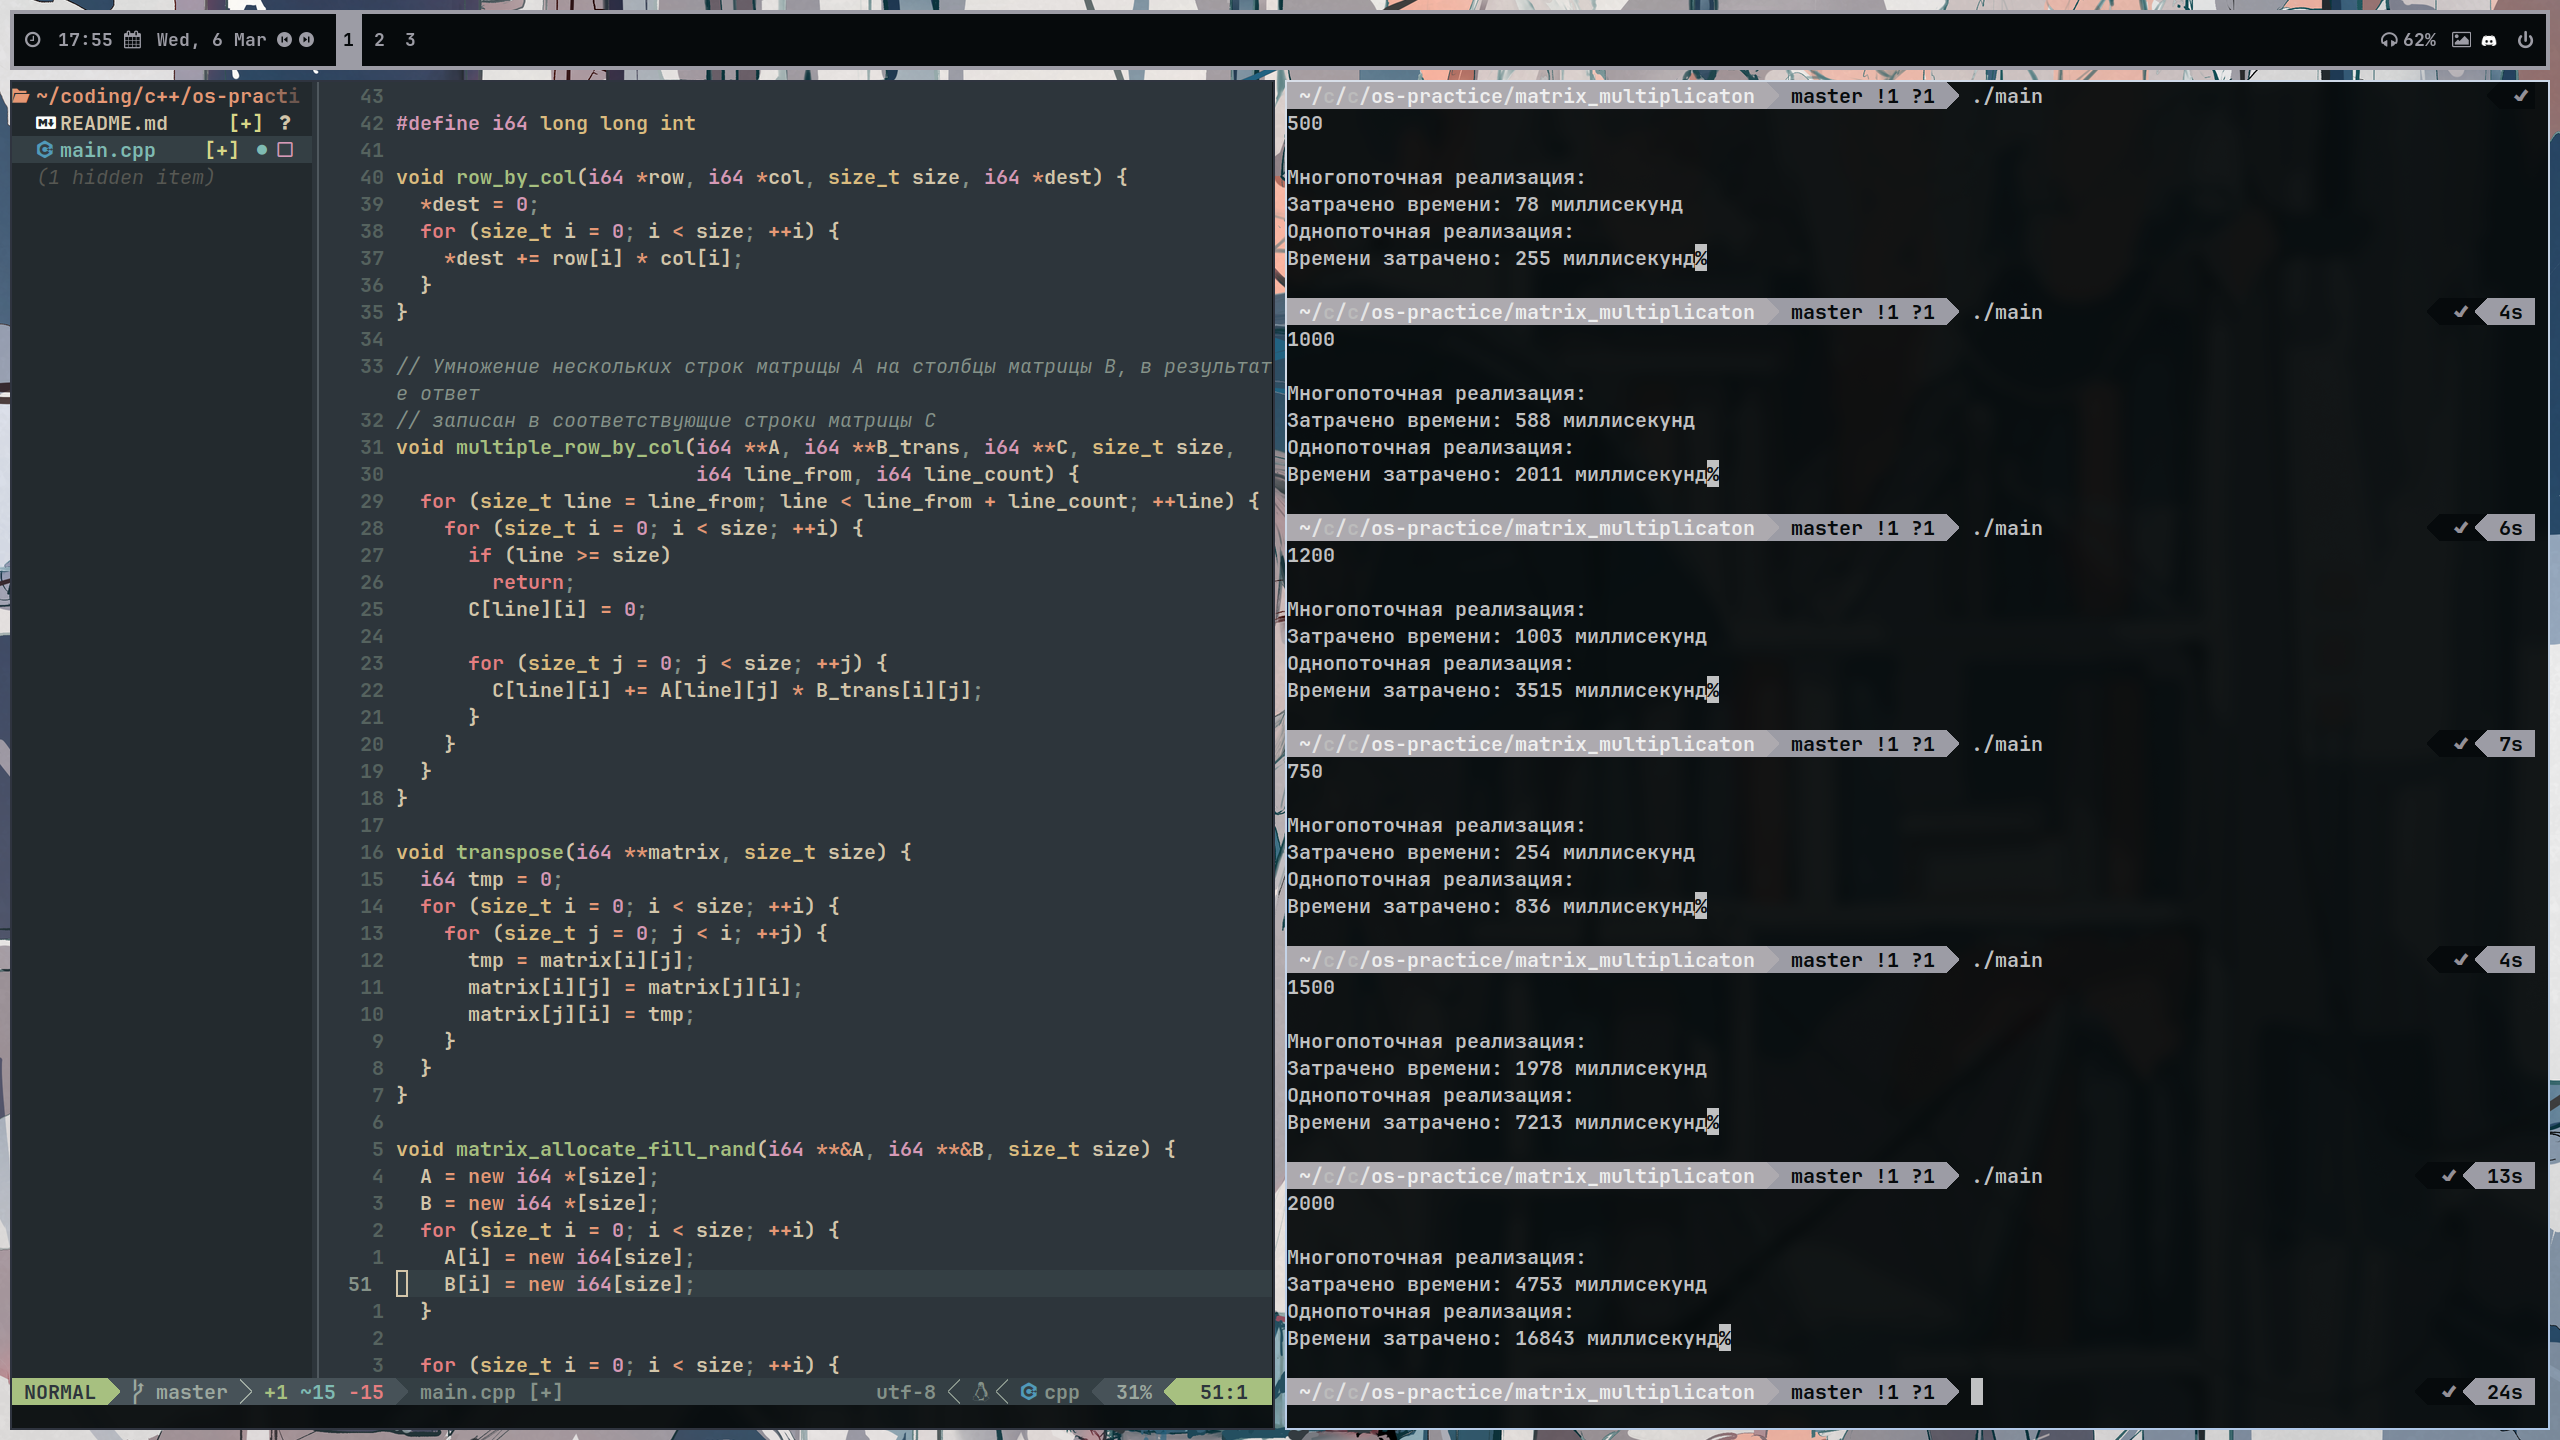 17:55 Wed, 6 Mar 1 2 3 62%
~/coding/c++/os-practi
README.md [+] ?
main.cpp [+]
(1 hidden item)
43
42 #define i64 long long int
41
40 void row_by_col(i64 *row, i64 *col, size_t size, i64 *dest) {
39 *dest = 0;
38 for (size_t i = 0; i < size; ++i) {
37 *dest += row[i] * col[i];
36 }
35 }
34
33 // Умножение нескольких строк матрицы A на столбцы матрицы B, в результат
е ответ
32 // записан в соответствующие строки матрицы C
31 void multiple_row_by_col(i64 **A, i64 **B_trans, i64 **C, size_t size,
30 i64 line_from, i64 line_count) {
29 for (size_t line = line_from; line < line_from + line_count; ++line) {
28 for (size_t i = 0; i < size; ++i) {
27 if (line >= size)
26 return;
25 C[line][i] = 0;
24
23 for (size_t j = 0; j < size; ++j) {
22 C[line][i] += A[line][j] * B_trans[i][j];
21 }
20 }
19 }
18 }
17
16 void transpose(i64 **matrix, size_t size) {
15 i64 tmp = 0;
14 for (size_t i = 0; i < size; ++i) {
13 for (size_t j = 0; j < i; ++j) {
12 tmp = matrix[i][j];
11 matrix[i][j] = matrix[j][i];
10 matrix[j][i] = tmp;
9 }
8 }
7 }
6
5 void matrix_allocate_fill_rand(i64 **&A, i64 **&B, size_t size) {
4 A = new i64 *[size];
3 B = new i64 *[size];
2 for (size_t i = 0; i < size; ++i) {
1 A[i] = new i64[size];
51 B[i] = new i64[size];
1 }
2
3 for (size_t i = 0; i < size; ++i) {
NORMAL master +1 ~15 -15 main.cpp [+] utf-8 cpp 31% 51:1
~/c/c/os-practice/matrix_multiplicaton master !1 ?1 ./main
500
Многопоточная реализация:
Затрачено времени: 78 миллисекунд
Однопоточная реализация:
Времени затрачено: 255 миллисекунд%
~/c/c/os-practice/matrix_multiplicaton master !1 ?1 ./main 4s
1000
Многопоточная реализация:
Затрачено времени: 588 миллисекунд
Однопоточная реализация:
Времени затрачено: 2011 миллисекунд%
~/c/c/os-practice/matrix_multiplicaton master !1 ?1 ./main 6s
1200
Многопоточная реализация:
Затрачено времени: 1003 миллисекунд
Однопоточная реализация:
Времени затрачено: 3515 миллисекунд%
~/c/c/os-practice/matrix_multiplicaton master !1 ?1 ./main 7s
750
Многопоточная реализация:
Затрачено времени: 254 миллисекунд
Однопоточная реализация:
Времени затрачено: 836 миллисекунд%
~/c/c/os-practice/matrix_multiplicaton master !1 ?1 ./main 4s
1500
Многопоточная реализация:
Затрачено времени: 1978 миллисекунд
Однопоточная реализация:
Времени затрачено: 7213 миллисекунд%
~/c/c/os-practice/matrix_multiplicaton master !1 ?1 ./main 13s
2000
Многопоточная реализация:
Затрачено времени: 4753 миллисекунд
Однопоточная реализация:
Времени затрачено: 16843 миллисекунд%
~/c/c/os-practice/matrix_multiplicaton master !1 ?1 24s